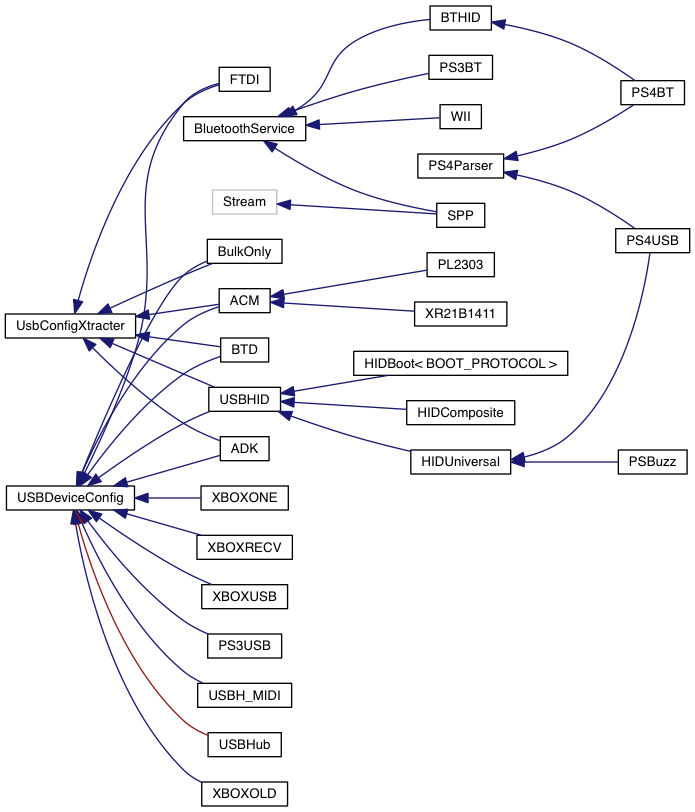 BTHID
PS3BT
FTDI
PS4BT
WII
BluetoothService
PS4Parser
Stream
SPP
PS4USB
BulkOnly
PL2303
ACM
XR21B1411
UsbConfigXtracter
BTD
HIDBoot< BOOT_PROTOCOL >
USBHID
HIDComposite
ADK
HIDUniversal
PSBuzz
USBDeviceConfig
XBOXONE
XBOXRECV
XBOXUSB
PS3USB
USBH_MIDI
USBHub
XBOXOLD